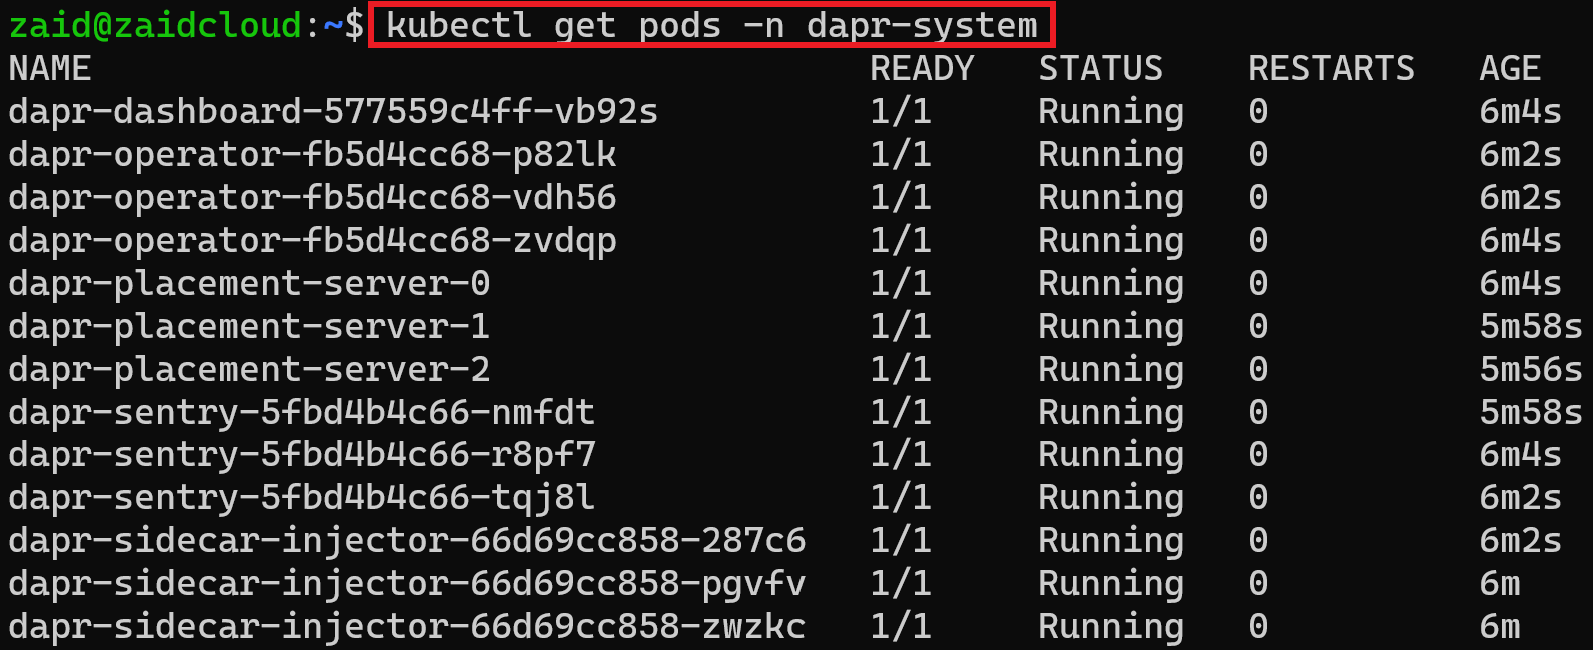 zaid@zaidcloud:~$ kubectl get pods -n dapr-system
NAME READY STATUS RESTARTS AGE
dapr-dashboard-577559c4ff-vb92s 1/1 Running 0 6m4s
dapr-operator-fb5d4cc68-p82lk 1/1 Running 0 6m2s
dapr-operator-fb5d4cc68-vdh56 1/1 Running 0 6m2s
dapr-operator-fb5d4cc68-zvdqp 1/1 Running 0 6m4s
dapr-placement-server-0 1/1 Running 0 6m4s
dapr-placement-server-1 1/1 Running 0 5m58s
dapr-placement-server-2 1/1 Running 0 5m56s
dapr-sentry-5fbd4b4c66-nmfdt 1/1 Running 0 5m58s
dapr-sentry-5fbd4b4c66-r8pf7 1/1 Running 0 6m4s
dapr-sentry-5fbd4b4c66-tqj8l 1/1 Running 0 6m2s
dapr-sidecar-injector-66d69cc858-287c6 1/1 Running 0 6m2s
dapr-sidecar-injector-66d69cc858-pgvfv 1/1 Running 0 6m
dapr-sidecar-injector-66d69cc858-zwzkc 1/1 Running 0 6m